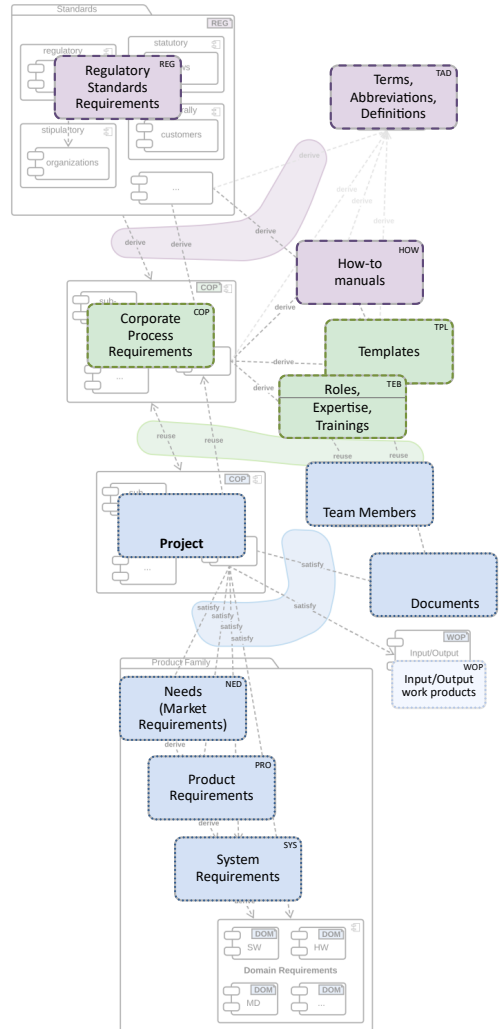 Standards
REG
regulatory
statutory
REG
Regulatory
Standards
Requirements
stipulatory
organizations
customers
...
TAD
Terms,
Abbreviations,
Definitions
derive
derive
derive
derive
derive
HOW
How-to
manuals
derive
COP
sub-
COP
Corporate
Process
Requirements
...
derive
derive
TPL
Templates
TEB
Roles,
Expertise,
Trainings
reuse
reuse
reuse
reuse
COP
sub-
Project
...
Team Members
satisfy
Documents
satisfy
satisfy
satisfy
satisfy
satisfy
WOP
Input/Output
WOP
Input/Output
work products
Product Family
NED
Needs
(Market
Requirements)
derive
PRO
Product
Requirements
derive
SYS
System
Requirements
DOM
SW
DOM
HW
Domain Requirements
DOM
MD
DOM
...